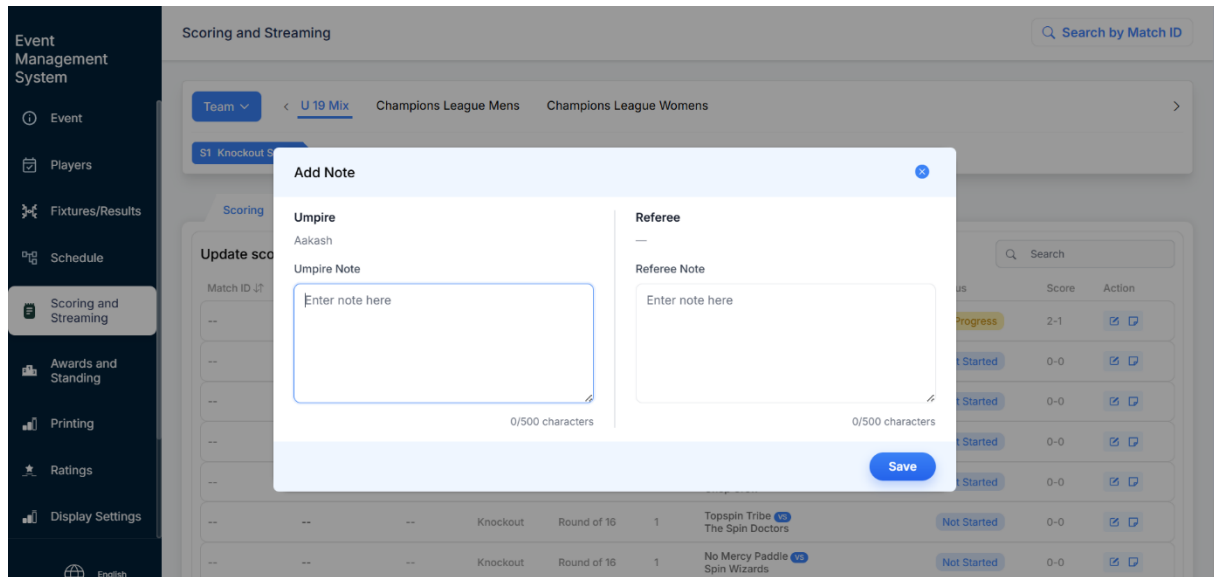 Event
Management
System
Event
Players
Fixtures/Results
Schedule
Scoring and
Streaming
Awards and
Standing
Printing
Ratings
Display Settings
English
Scoring and Streaming
Search by Match ID
Team
U 19 Mix
Champions League Mens
Champions League Womens
S1 Knockout S
Scoring
Update sco
Search
Match ID
us
Score
Action
--
Progress
2-1
--
t Started
0-0
--
t Started
0-0
--
t Started
0-0
--
t Started
0-0
-- -- -- Knockout Round of 16 1 Topspin Tribe VS
The Spin Doctors
Not Started 0-0
-- -- -- Knockout Round of 16 1 No Mercy Paddle VS
Spin Wizards
Not Started 0-0
Add Note
Umpire
Aakash
Umpire Note
Enter note here
0/500 characters
Referee
—
Referee Note
Enter note here
0/500 characters
Save